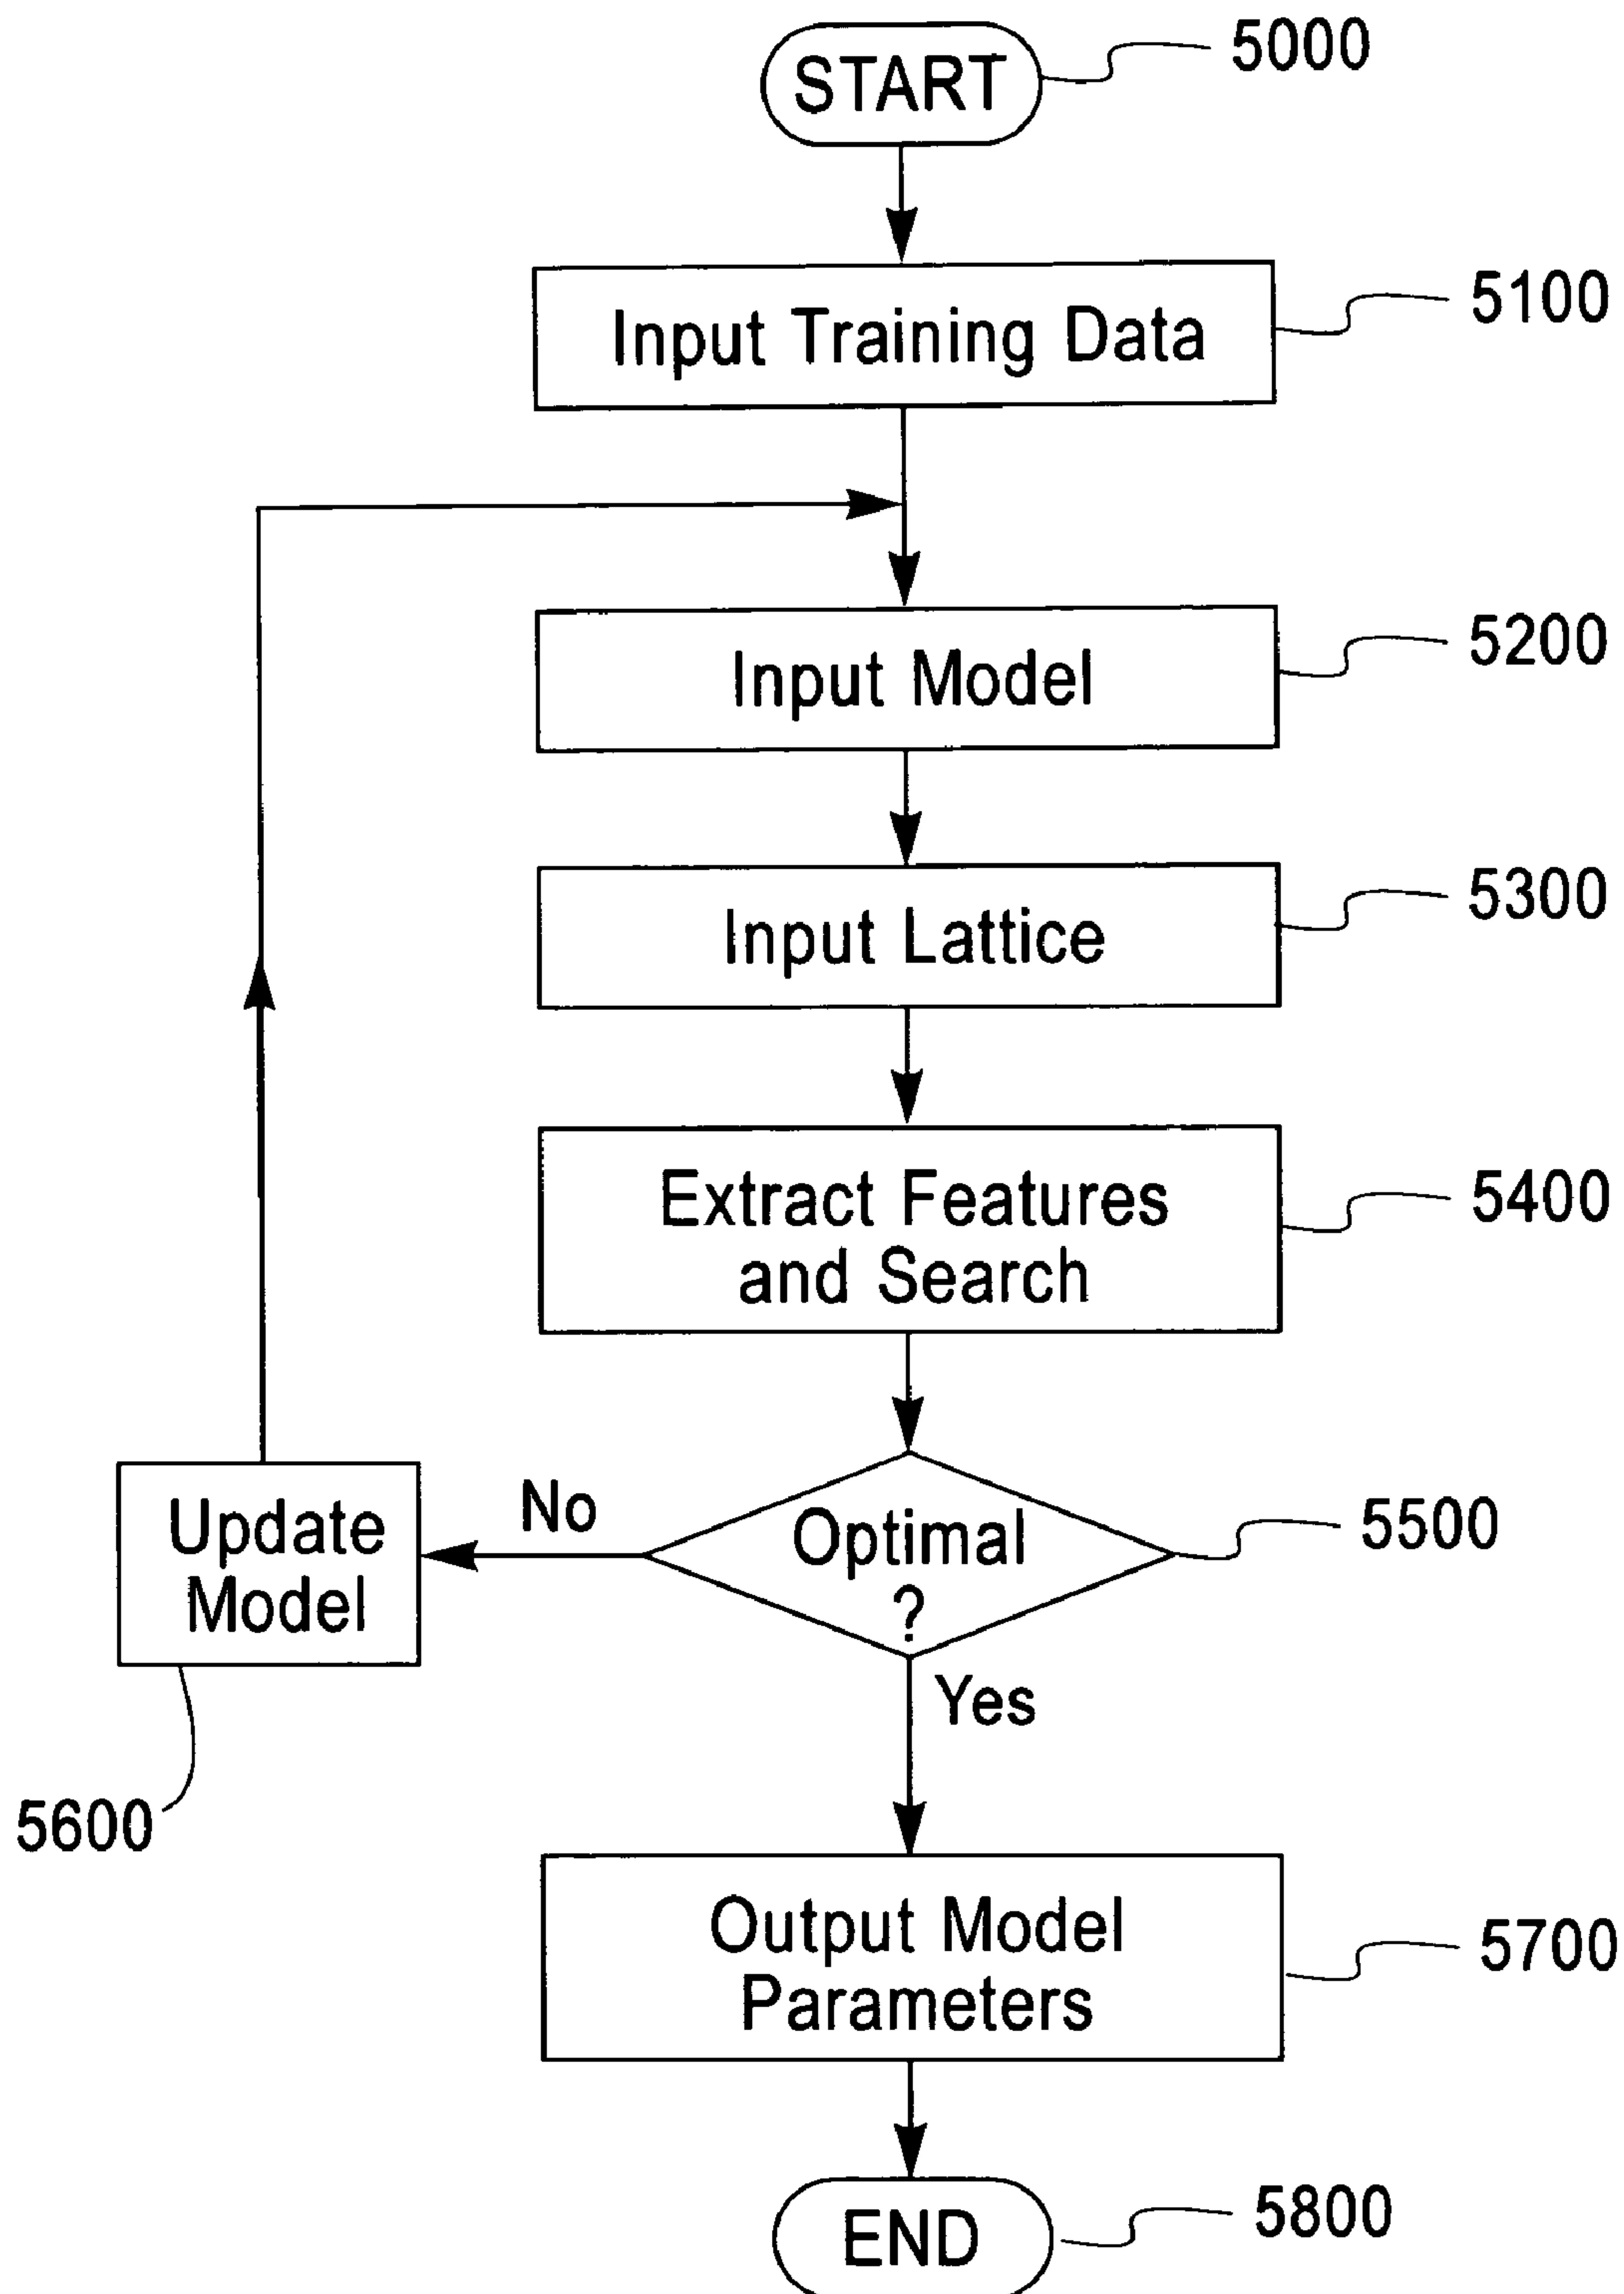 START
5000
Input Training Data
5100
Input Model
5200
Input Lattice
5300
Extract Features
and Search
5400
Optimal
?
5500
No
Update
Model
5600
Yes
Output Model
Parameters
5700
END
5800